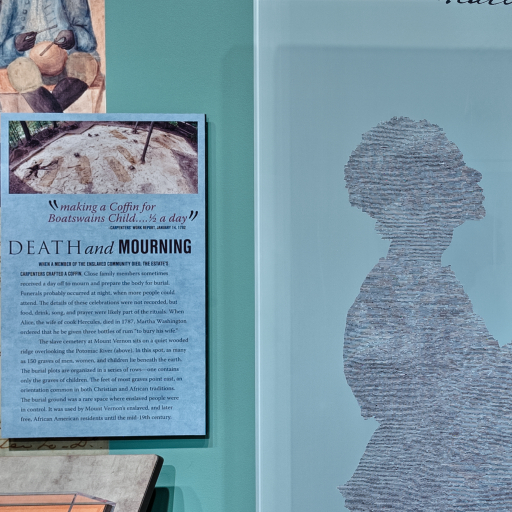 "making a Coffin for
Boatswains Child....½ a day"
-CARPENTERS' WORK REPORT, JANUARY 14, 1792
DEATH and MOURNING
WHEN A MEMBER OF THE ENSLAVED COMMUNITY DIED, THE ESTATE'S
CARPENTERS CRAFTED A COFFIN. Close family members sometimes
received a day off to mourn and prepare the body for burial.
Funerals probably occurred at night, when more people could
attend. The details of these celebrations were not recorded, but
food, drink, song, and prayer were likely part of the rituals. When
Alice, the wife of cook Hercules, died in 1787, Martha Washington
ordered that he be given three bottles of rum "to bury his wife."
The slave cemetery at Mount Vernon sits on a quiet wooded
ridge overlooking the Potomac River (above). In this spot, as many
as 150 graves of men, women, and children lie beneath the earth.
The burial plots are organized in a series of rows—one contains
only the graves of children. The feet of most graves point east, an
orientation common in both Christian and African traditions.
The burial ground was a rare space where enslaved people were
in control. It was used by Mount Vernon's enslaved, and later
free, African American residents until the mid-19th century.